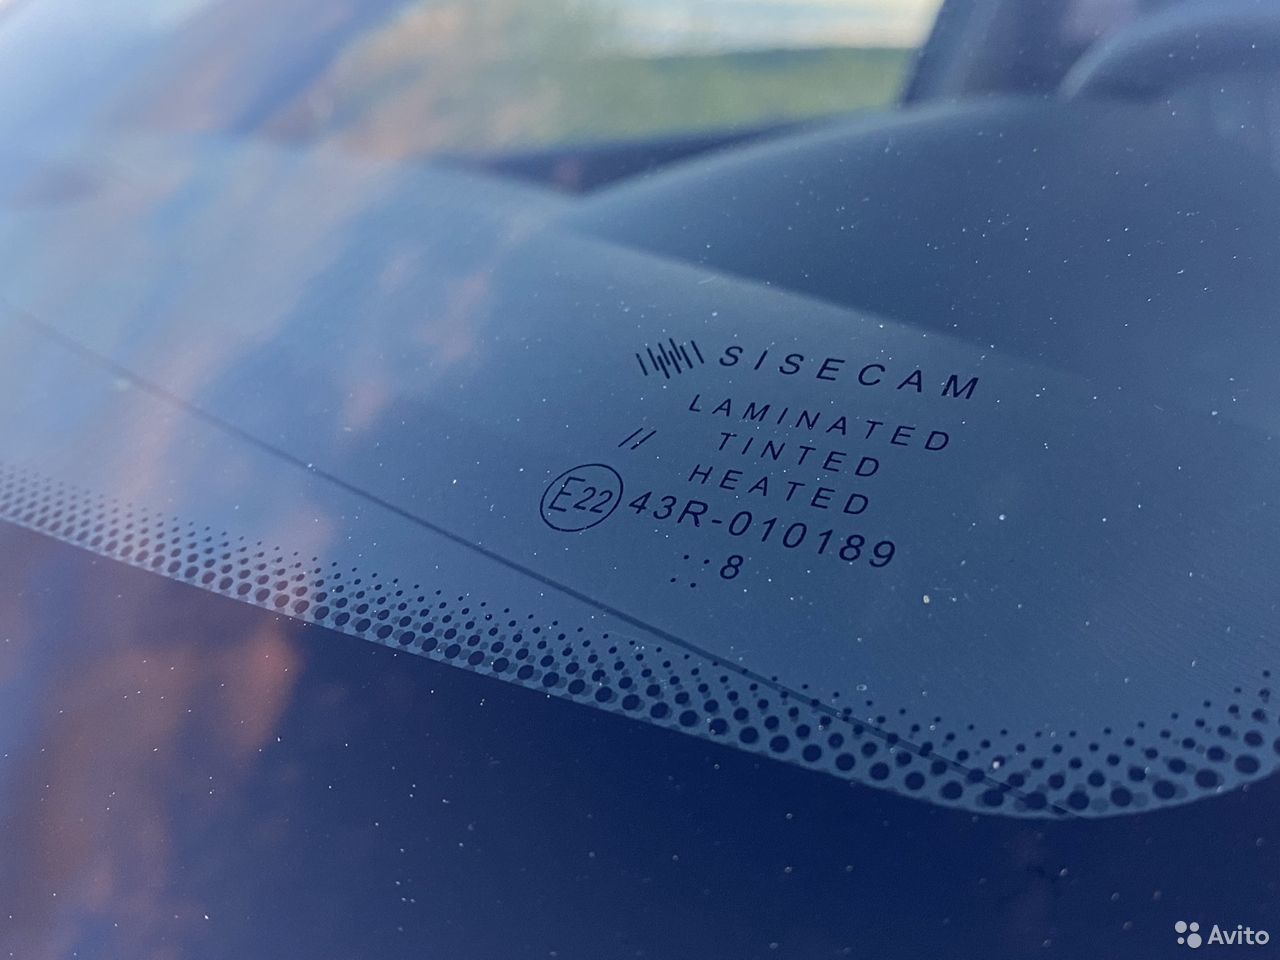 SISECAM
LAMINATED
// TINTED
HEATED
E22 43R-010189
..8
Avito